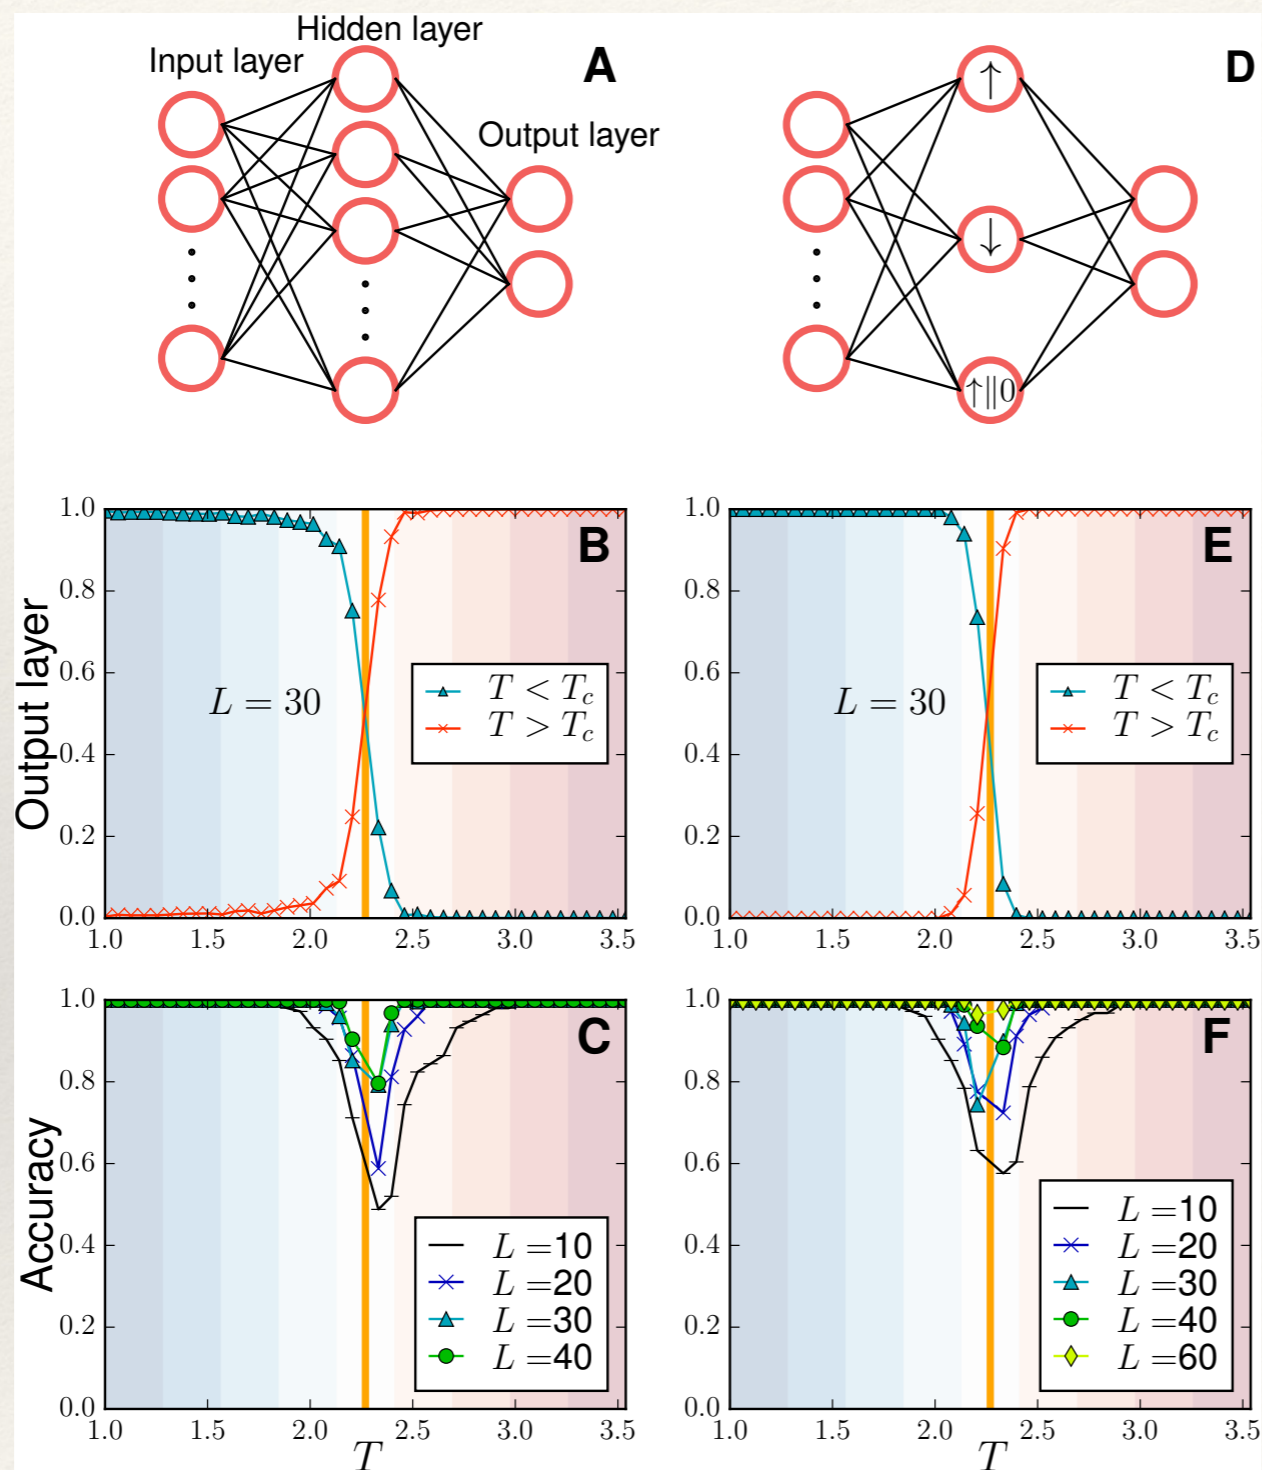 Hidden layer
Input layer
A
Output layer
D
↑
↓
↑∥0
Output layer
1.0
0.8
0.6
0.4
0.2
0.0
B
L = 30
T < T_c
T > T_c
1.0 1.5 2.0 2.5 3.0 3.5
1.0
0.8
0.6
0.4
0.2
0.0
E
L = 30
T < T_c
T > T_c
1.0 1.5 2.0 2.5 3.0 3.5
Accuracy
1.0
0.8
0.6
0.4
0.2
0.0
C
L =10
L =20
L =30
L =40
1.0 1.5 2.0 2.5 3.0 3.5
T
1.0
0.8
0.6
0.4
0.2
0.0
F
L =10
L =20
L =30
L =40
L =60
1.0 1.5 2.0 2.5 3.0 3.5
T